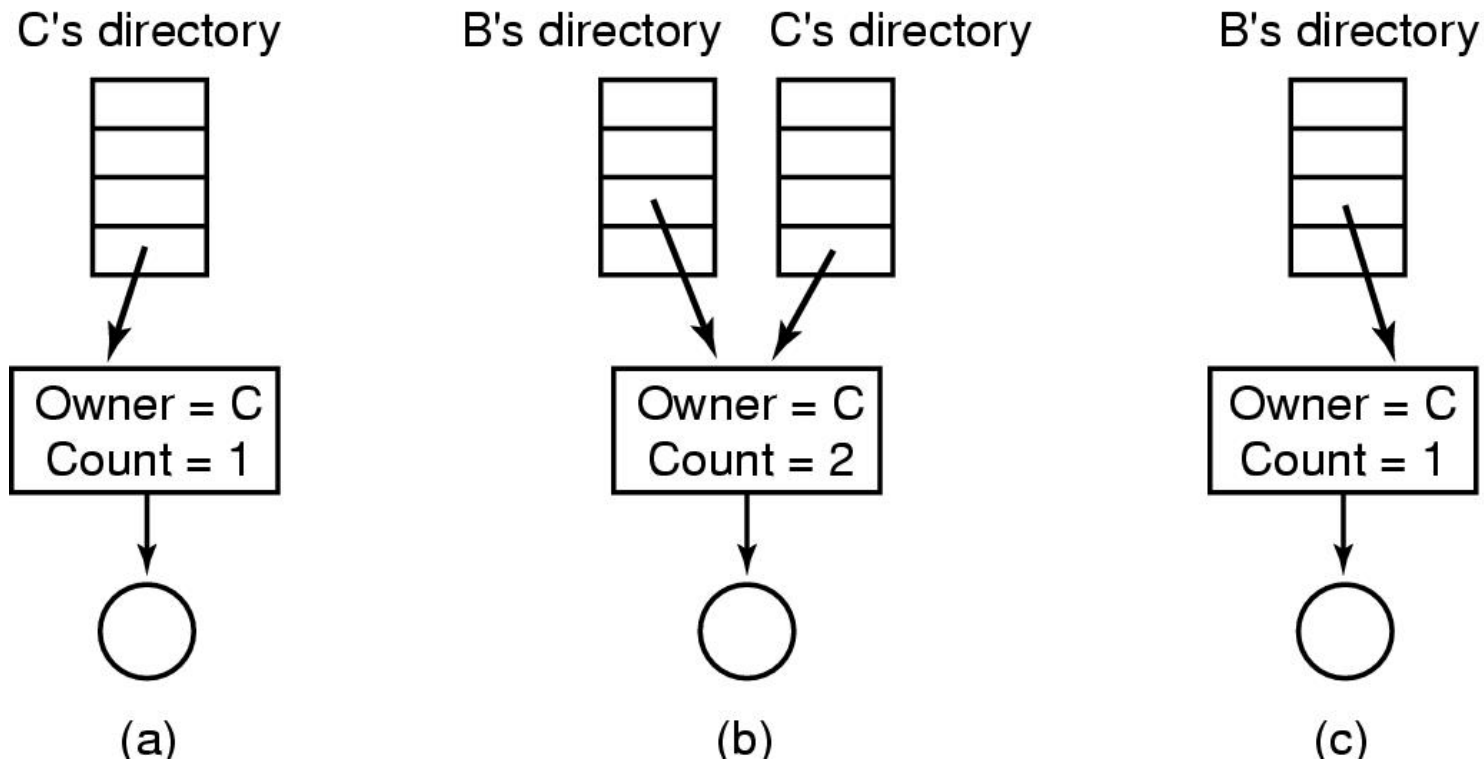 C's directory
B's directory C's directory
B's directory
Owner = C
Count = 1
Owner = C
Count = 2
Owner = C
Count = 1
(a)
(b)
(c)